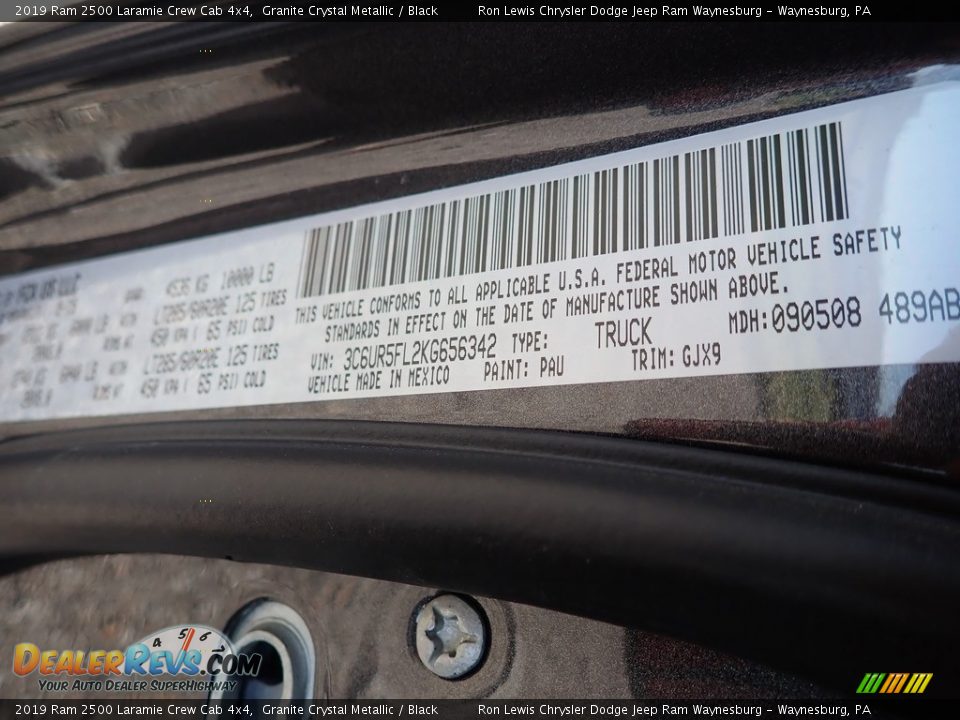 2019 Ram 2500 Laramie Crew Cab 4x4, Granite Crystal Metallic / Black Ron Lewis Chrysler Dodge Jeep Ram Waynesburg - Waynesburg, PA
4536 KG 10000 LB
LT285/60R20E 125 TIRES
450 KPA ( 65 PSI) COLD
LT285/60R20E 125 TIRES
450 KPA ( 65 PSI) COLD
THIS VEHICLE CONFORMS TO ALL APPLICABLE U.S.A. FEDERAL MOTOR VEHICLE SAFETY
STANDARDS IN EFFECT ON THE DATE OF MANUFACTURE SHOWN ABOVE.
VIN: 3C6UR5FL2KG656342 TYPE: TRUCK MDH:090508 489AB
VEHICLE MADE IN MEXICO PAINT: PAU TRIM: GJX9
4 5 6
DEALERREVS.COM
YOUR AUTO DEALER SUPERHIGHWAY
2019 Ram 2500 Laramie Crew Cab 4x4, Granite Crystal Metallic / Black Ron Lewis Chrysler Dodge Jeep Ram Waynesburg - Waynesburg, PA